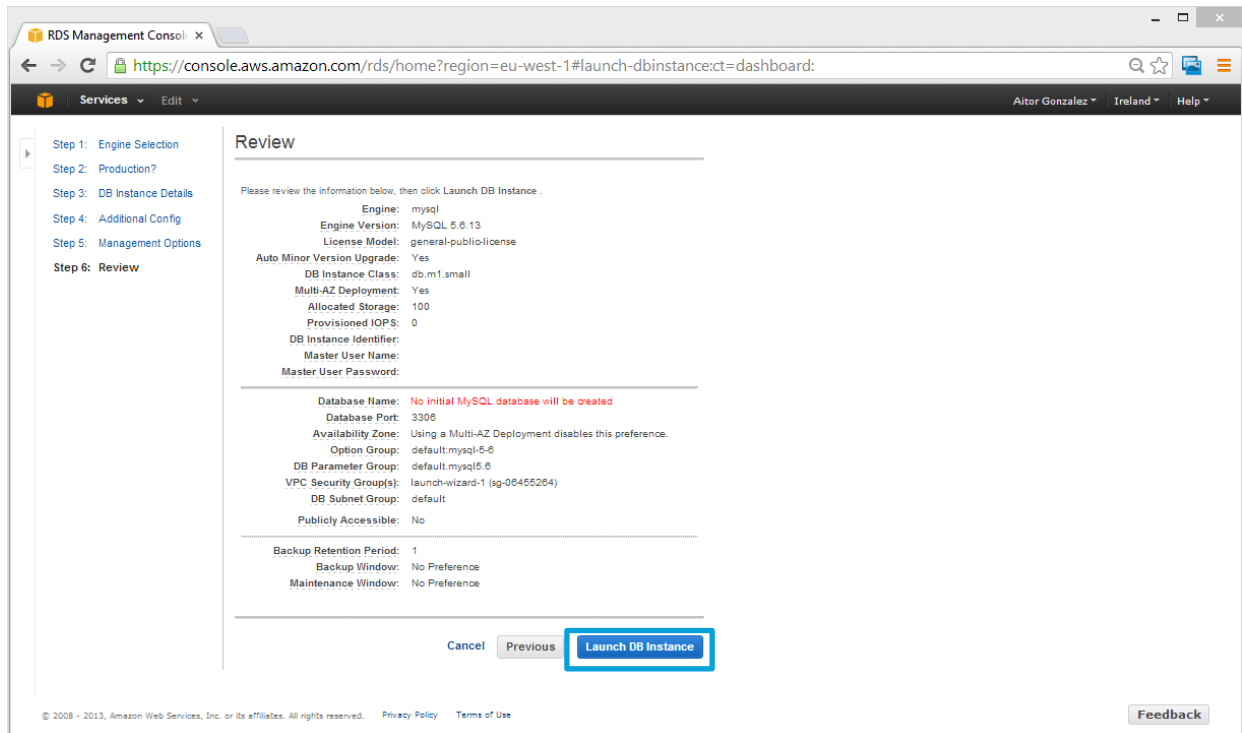 RDS Management Consol
https://console.aws.amazon.com/rds/home?region=eu-west-1#launch-dbinstance:ct=dashboard:
Services Edit Aitor Gonzalez Ireland Help
Step 1: Engine Selection
Step 2: Production?
Step 3: DB Instance Details
Step 4: Additional Config
Step 5: Management Options
Step 6: Review
Review
Please review the information below, then click Launch DB Instance .
Engine: mysql
Engine Version: MySQL 5.6.13
License Model: general-public-license
Auto Minor Version Upgrade: Yes
DB Instance Class: db.m1.small
Multi-AZ Deployment: Yes
Allocated Storage: 100
Provisioned IOPS: 0
DB Instance Identifier:
Master User Name:
Master User Password:
Database Name: No initial MySQL database will be created
Database Port: 3306
Availability Zone: Using a Multi-AZ Deployment disables this preference.
Option Group: default:mysql-5-6
DB Parameter Group: default.mysql5.6
VPC Security Group(s): launch-wizard-1 (sg-06455264)
DB Subnet Group: default
Publicly Accessible: No
Backup Retention Period: 1
Backup Window: No Preference
Maintenance Window: No Preference
Cancel Previous Launch DB Instance
© 2008 - 2013, Amazon Web Services, Inc. or its affiliates. All rights reserved. Privacy Policy Terms of Use Feedback